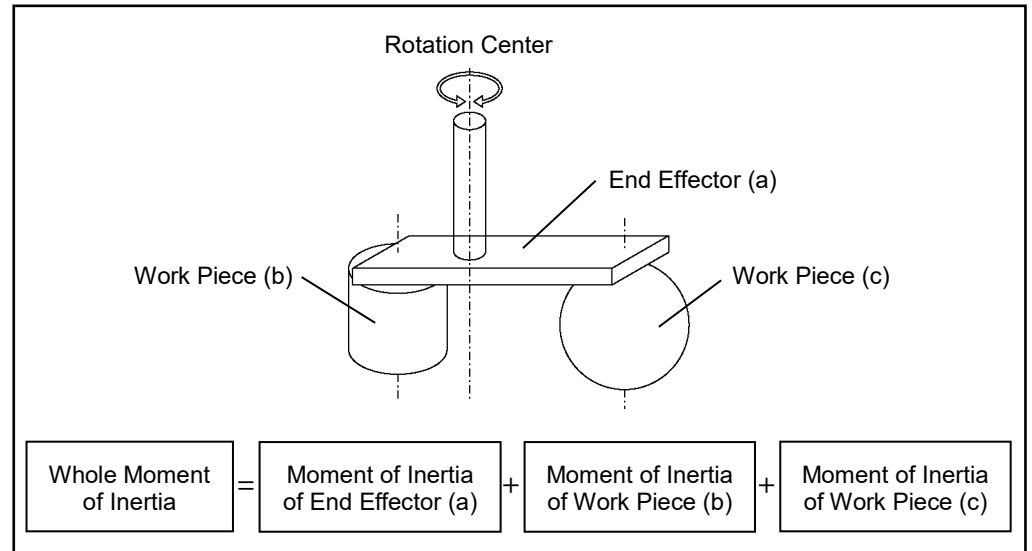 Rotation Center
End Effector (a)
Work Piece (b)
Work Piece (c)
Whole Moment
of Inertia
=
Moment of Inertia
of End Effector (a)
+
Moment of Inertia
of Work Piece (b)
+
Moment of Inertia
of Work Piece (c)